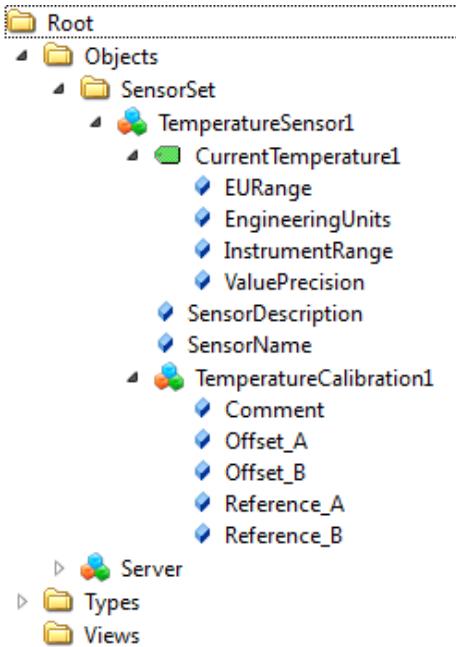 Root
Objects
SensorSet
TemperatureSensor1
CurrentTemperature1
EURange
EngineeringUnits
InstrumentRange
ValuePrecision
SensorDescription
SensorName
TemperatureCalibration1
Comment
Offset_A
Offset_B
Reference_A
Reference_B
Server
Types
Views